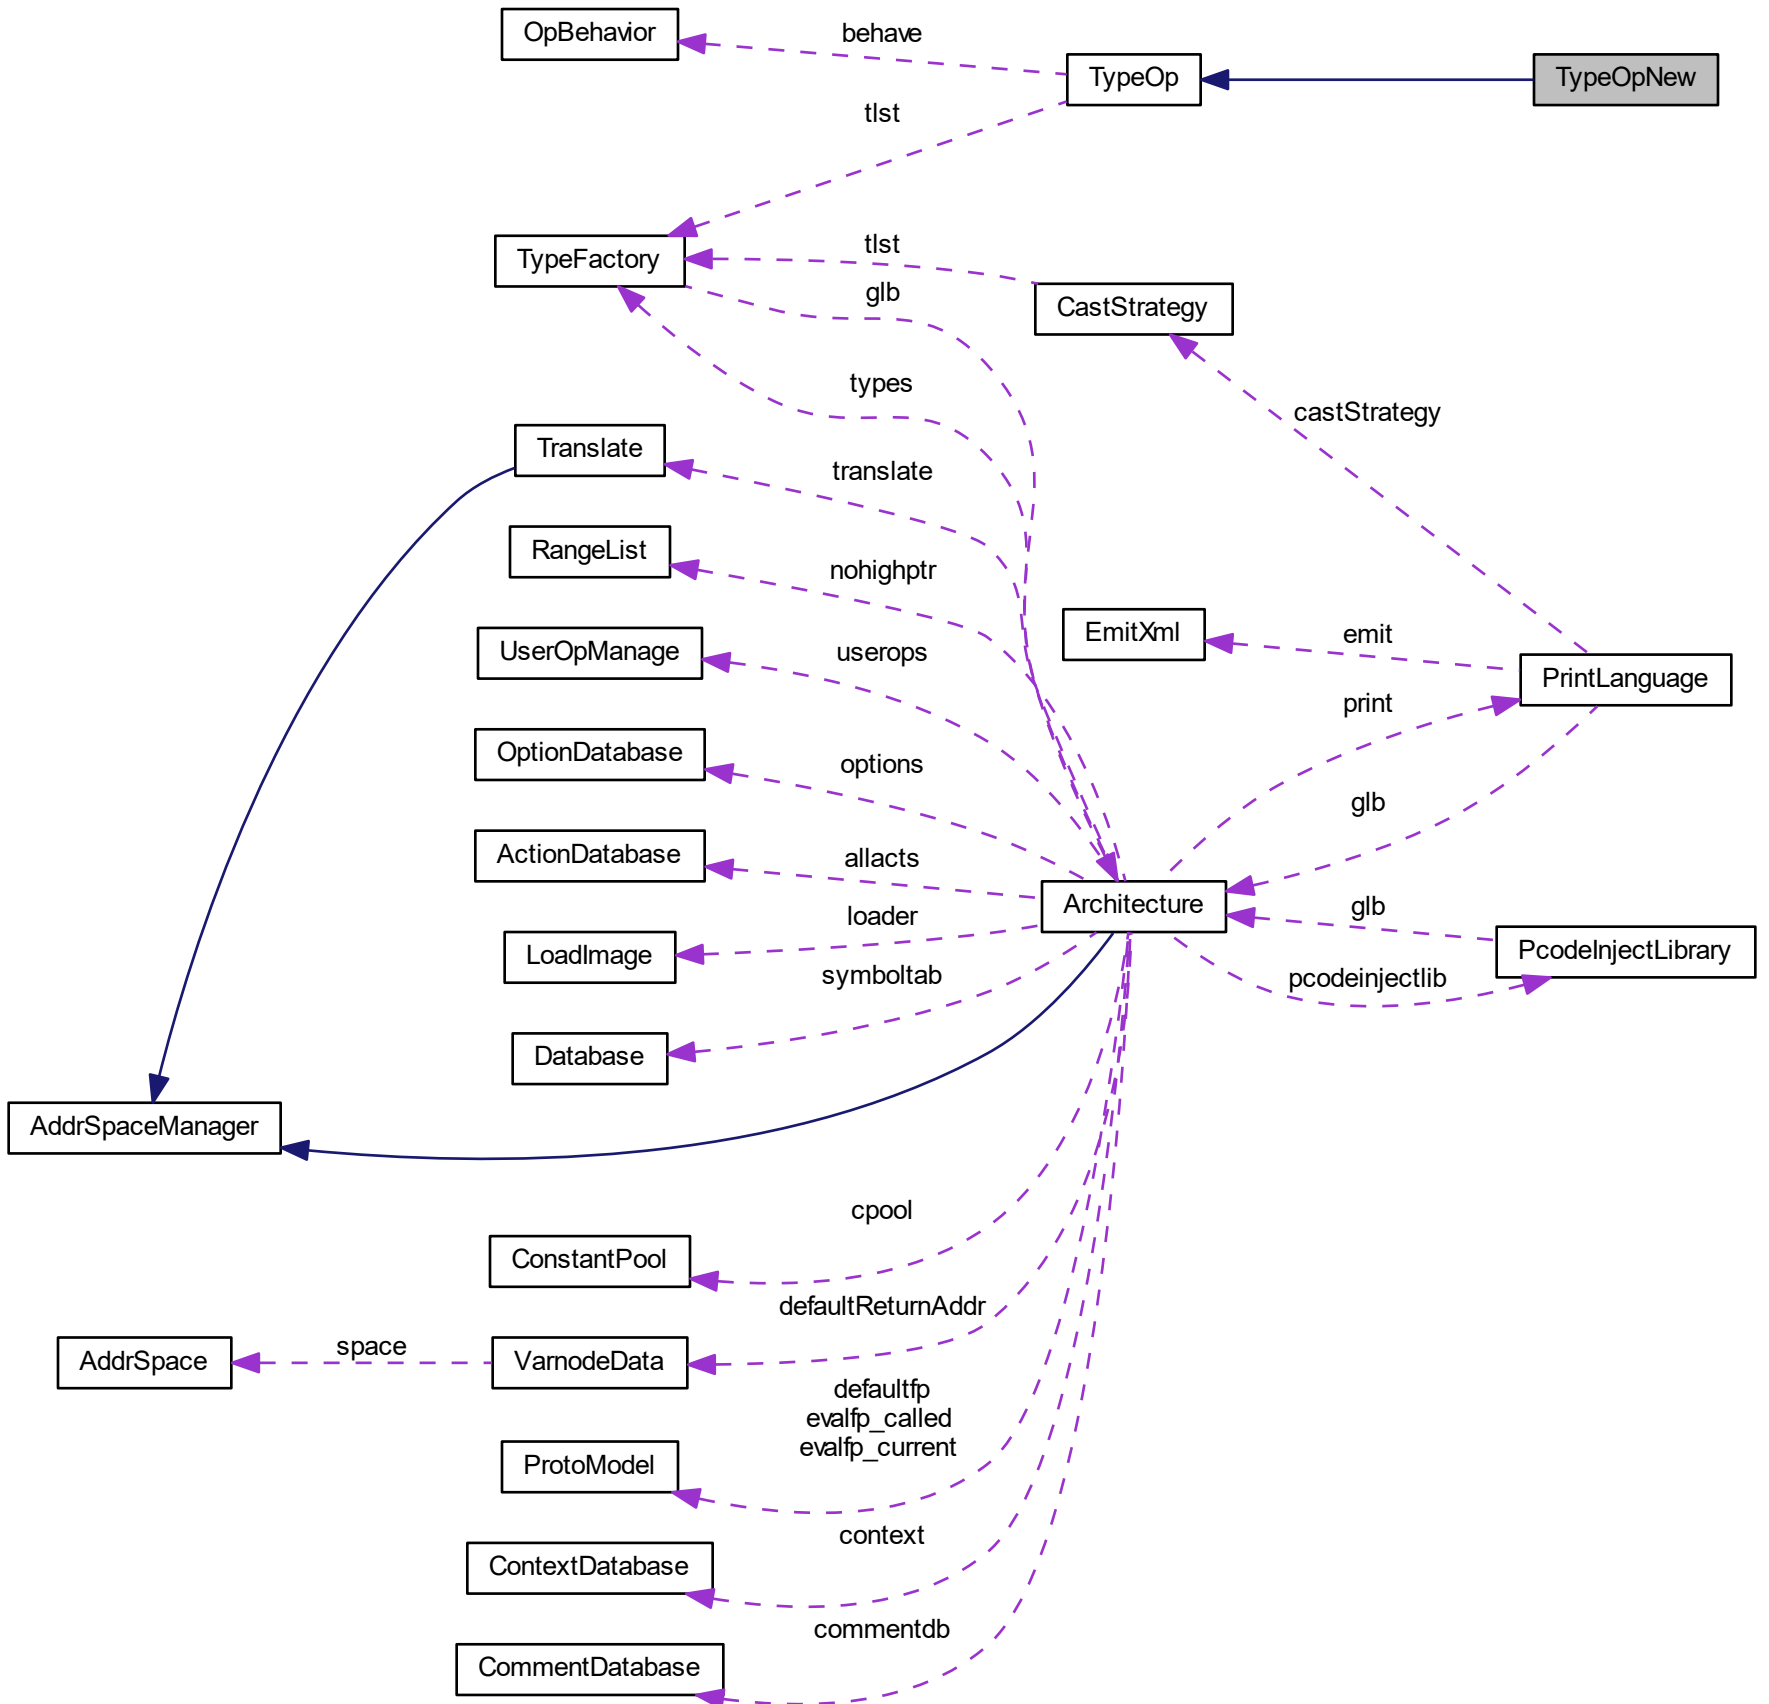 OpBehavior
behave
TypeOp
TypeOpNew
tlst
TypeFactory
tlst
glb
CastStrategy
types
castStrategy
Translate
translate
RangeList
nohighptr
EmitXml
emit
UserOpManage
userops
PrintLanguage
print
OptionDatabase
options
glb
ActionDatabase
allacts
Architecture
glb
LoadImage
loader
PcodeInjectLibrary
symboltab
pcodeinjectlib
Database
AddrSpaceManager
cpool
ConstantPool
defaultReturnAddr
AddrSpace
space
VarnodeData
defaultfp
evalfp_called
evalfp_current
ProtoModel
context
ContextDatabase
commentdb
CommentDatabase